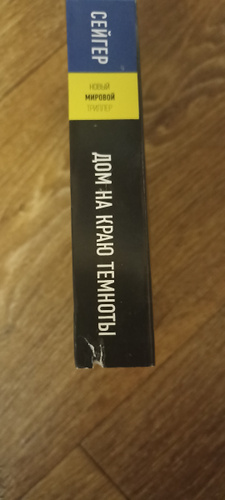 СЕЙГЕР
НОВЫЙ
МИРОВОЙ
ТРИЛЛЕР
ДОМ НА КРАЮ ТЕМНОТЫ